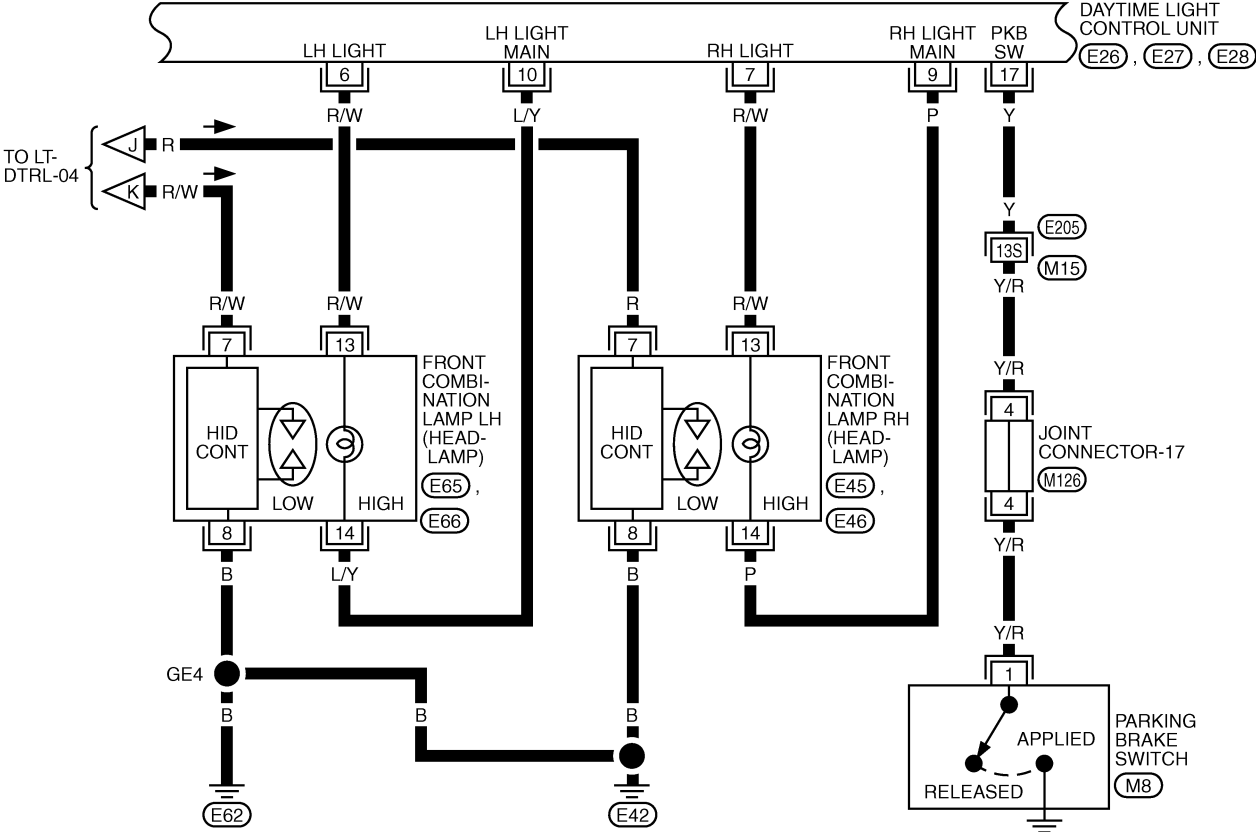 DAYTIME LIGHT
CONTROL UNIT
E26 , E27 , E28
LH LIGHT
LH LIGHT
MAIN
RH LIGHT
RH LIGHT
MAIN
PKB
SW
6
10
7
9
17
R/W
L/Y
R/W
P
Y
TO LT-
DTRL-04
J
R
K
R/W
Y
E205
13S
M15
Y/R
R/W
R/W
R
R/W
7
13
7
13
Y/R
FRONT
COMBI-
NATION
LAMP LH
(HEAD-
LAMP)
E65 ,
E66
FRONT
COMBI-
NATION
LAMP RH
(HEAD-
LAMP)
E45 ,
E46
HID
CONT
LOW
HIGH
HID
CONT
LOW
HIGH
4
JOINT
CONNECTOR-17
M126
4
8
14
8
14
B
L/Y
B
P
Y/R
Y/R
GE4
B
B
B
1
PARKING
BRAKE
SWITCH
M8
APPLIED
RELEASED
E62
E42